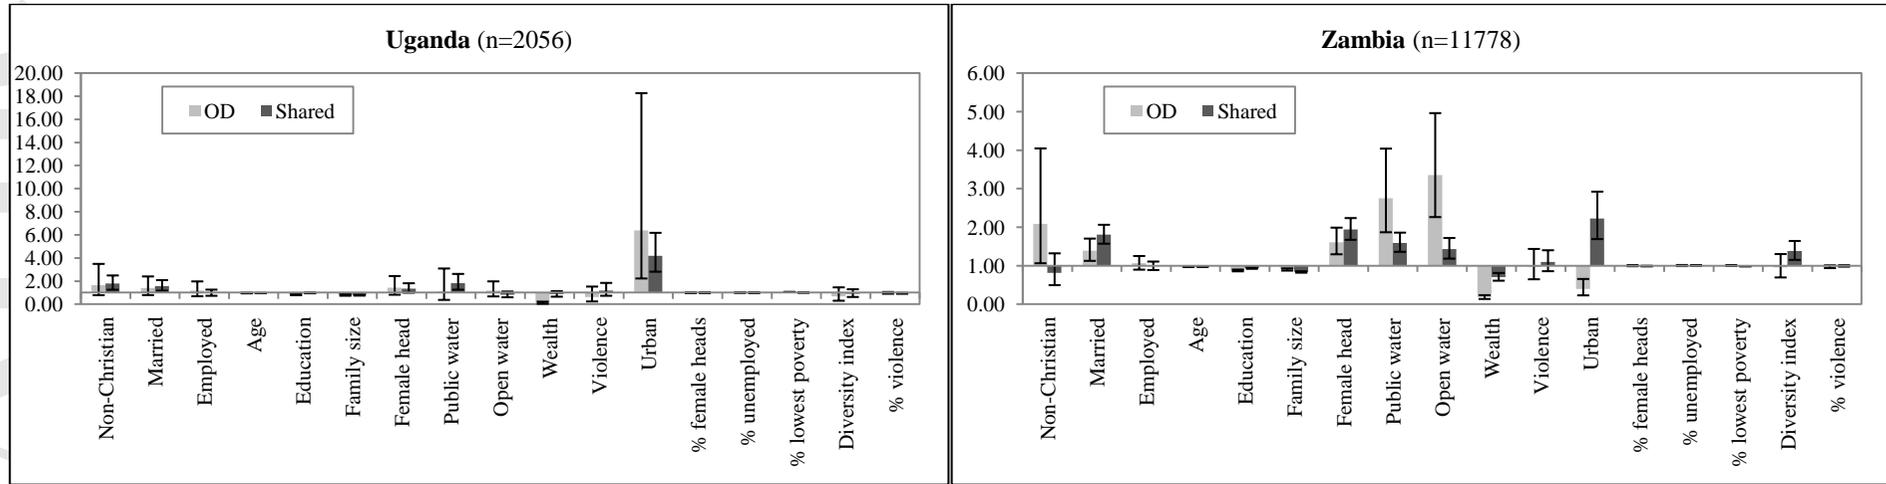 Uganda (n=2056)
20.00
18.00
16.00
14.00
12.00
10.00
8.00
6.00
4.00
2.00
0.00
OD Shared
Non-Christian
Married
Employed
Age
Education
Family size
Female head
Public water
Open water
Wealth
Violence
Urban
% female heads
% unemployed
% lowest poverty
Diversity index
% violence
Zambia (n=11778)
6.00
5.00
4.00
3.00
2.00
1.00
0.00
OD Shared
Non-Christian
Married
Employed
Age
Education
Family size
Female head
Public water
Open water
Wealth
Violence
Urban
% female heads
% unemployed
% lowest poverty
Diversity index
% violence